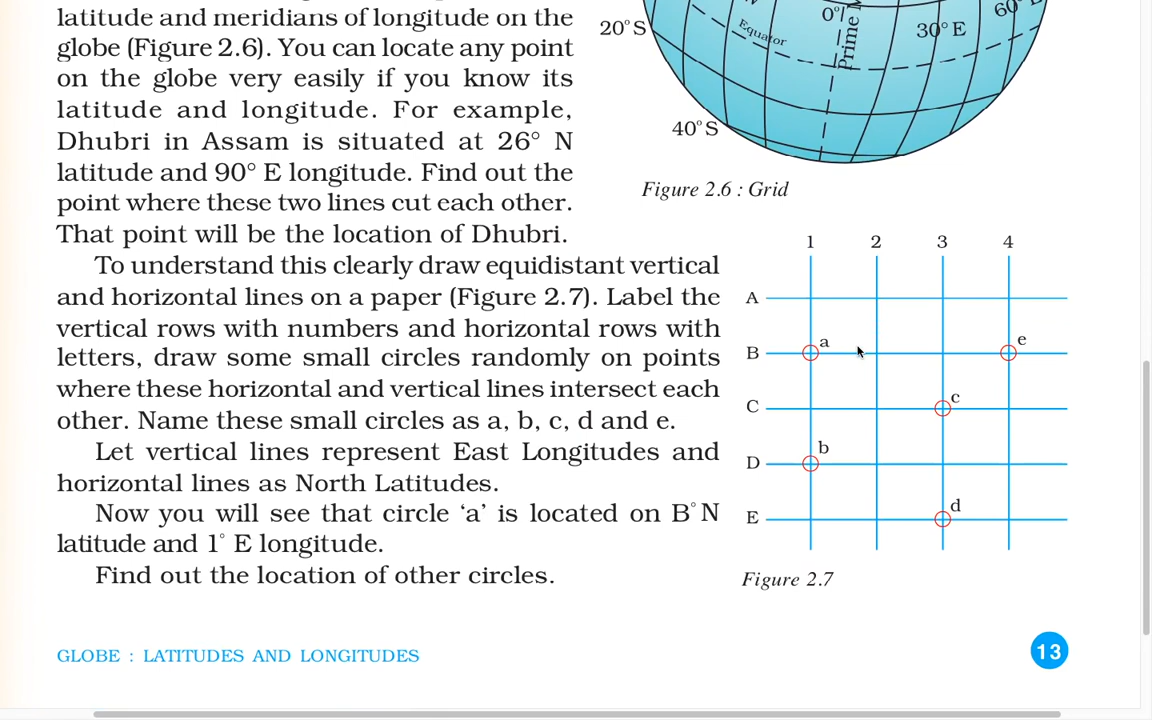 latitude and meridians of longitude on the
globe (Figure 2.6). You can locate any point
on the globe very easily if you know its
latitude and longitude. For example,
Dhubri in Assam is situated at 26° N
latitude and 90° E longitude. Find out the
point where these two lines cut each other.
That point will be the location of Dhubri.
To understand this clearly draw equidistant vertical
and horizontal lines on a paper (Figure 2.7). Label the
vertical rows with numbers and horizontal rows with
letters, draw some small circles randomly on points
where these horizontal and vertical lines intersect each
other. Name these small circles as a, b, c, d and e.
Let vertical lines represent East Longitudes and
horizontal lines as North Latitudes.
Now you will see that circle ‘a’ is located on B° N
latitude and 1° E longitude.
Find out the location of other circles.
20°S
40°S
Equator
0°
Prime
30° E
60°
Figure 2.6 : Grid
1 2 3 4
A
B a e
C c
D b
E d
Figure 2.7
GLOBE : LATITUDES AND LONGITUDES
13